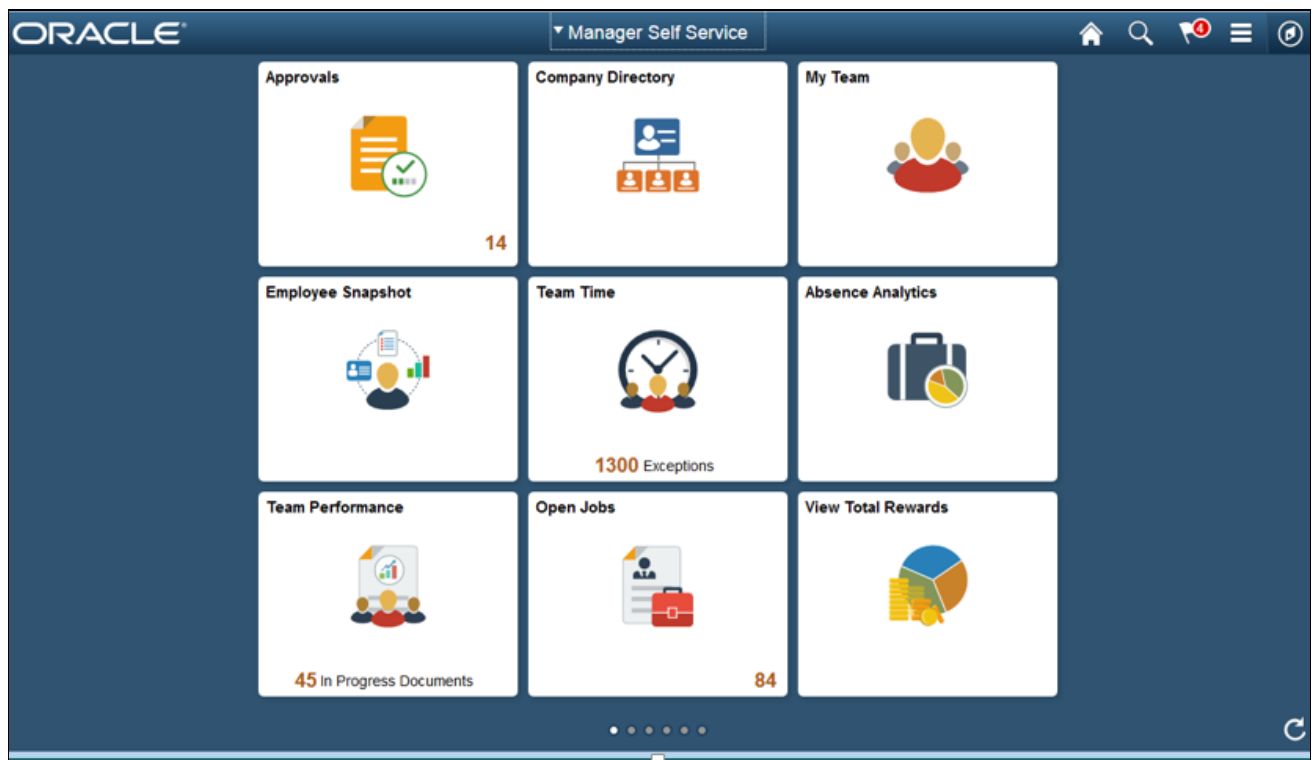 ORACLE®
Manager Self Service
4
Approvals
14
Company Directory
My Team
Employee Snapshot
Team Time
1300 Exceptions
Absence Analytics
Team Performance
45 In Progress Documents
Open Jobs
84
View Total Rewards